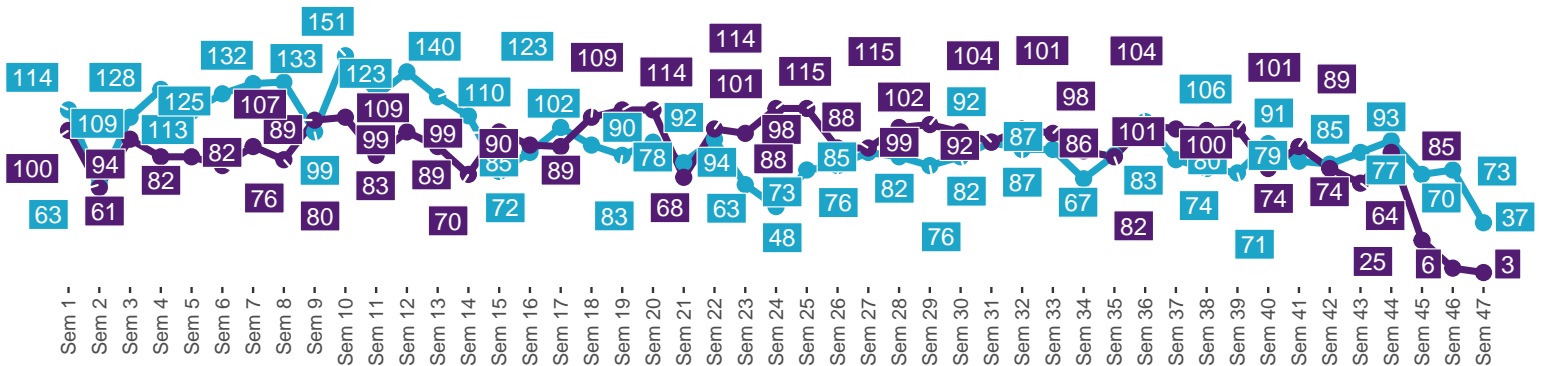 151
114 128 132 133 123 140 110 123 109 114 114 101 115 115 104 101 104 101 89
109 125 113 107 89 109 99 102 90 92 98 88 102 92 98 106 91 85 93 85
100 94 82 82 76 99 83 99 89 70 85 90 89 78 94 88 85 99 92 87 86 101 100 80 79 74 74 77 73
63 61 99 80 72 83 68 63 73 48 76 82 76 82 87 67 83 82 74 71 64 70 37
25 6 3
Sem 1
Sem 2
Sem 3
Sem 4
Sem 5
Sem 6
Sem 7
Sem 8
Sem 9
Sem 10
Sem 11
Sem 12
Sem 13
Sem 14
Sem 15
Sem 16
Sem 17
Sem 18
Sem 19
Sem 20
Sem 21
Sem 22
Sem 23
Sem 24
Sem 25
Sem 26
Sem 27
Sem 28
Sem 29
Sem 30
Sem 31
Sem 32
Sem 33
Sem 34
Sem 35
Sem 36
Sem 37
Sem 38
Sem 39
Sem 40
Sem 41
Sem 42
Sem 43
Sem 44
Sem 45
Sem 46
Sem 47